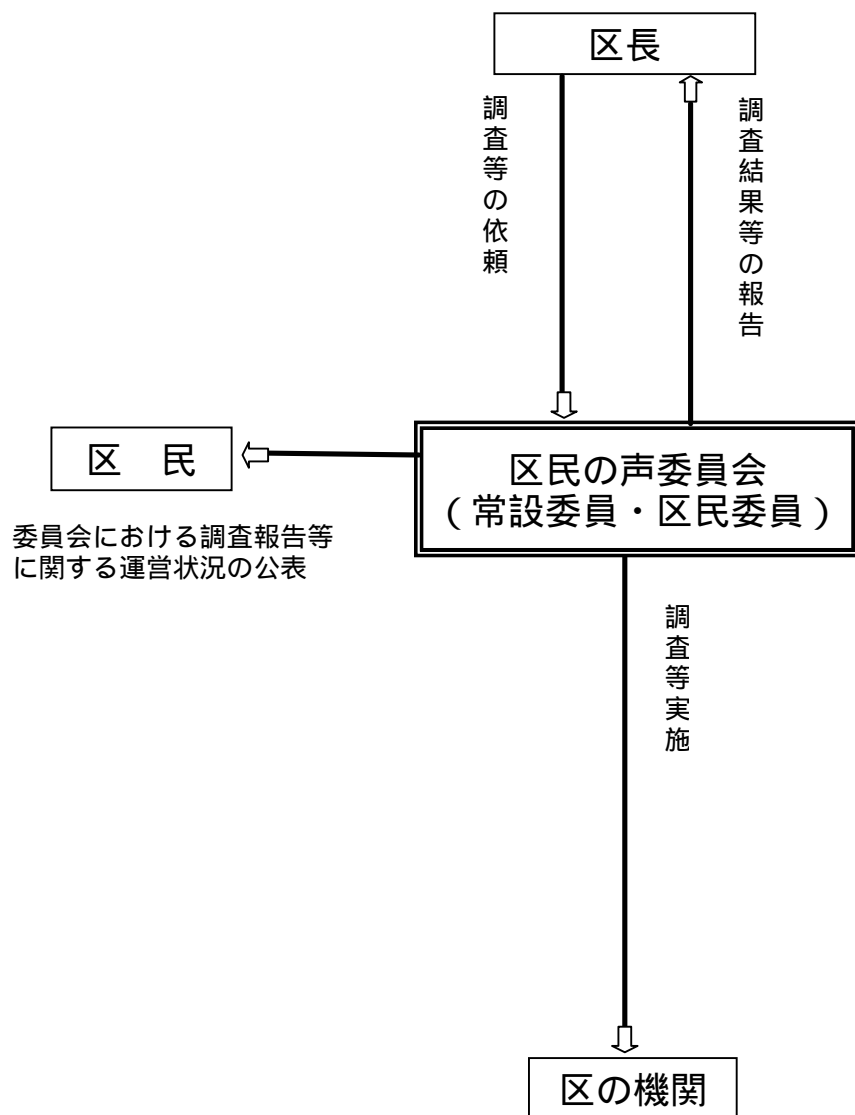 区長
調査等の依頼
調査結果等の報告
区　民
委員会における調査報告等
に関する運営状況の公表
区民の声委員会
（常設委員・区民委員）
調査等実施
区の機関